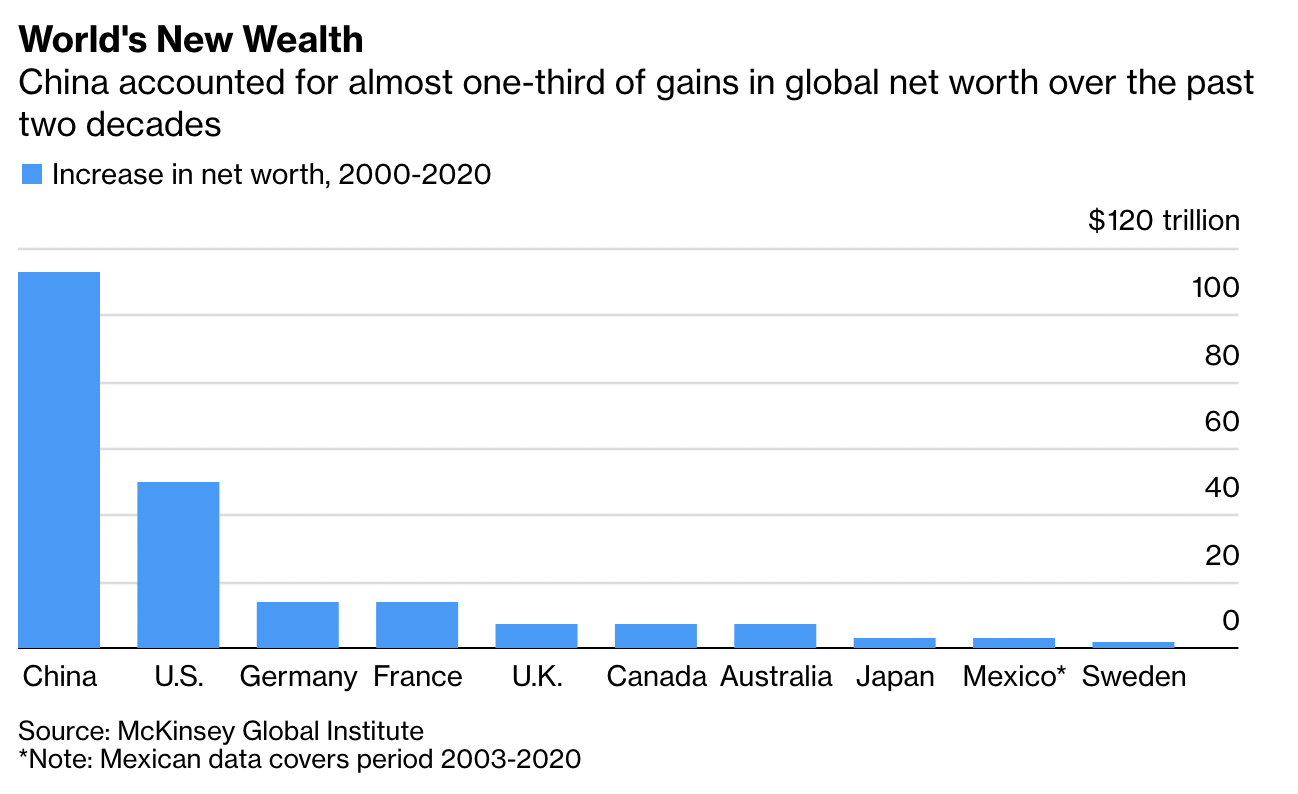 World's New Wealth
China accounted for almost one-third of gains in global net worth over the past
two decades
Increase in net worth, 2000-2020
$120 trillion
100
80
60
40
20
0
China U.S. Germany France U.K. Canada Australia Japan Mexico* Sweden
Source: McKinsey Global Institute
*Note: Mexican data covers period 2003-2020